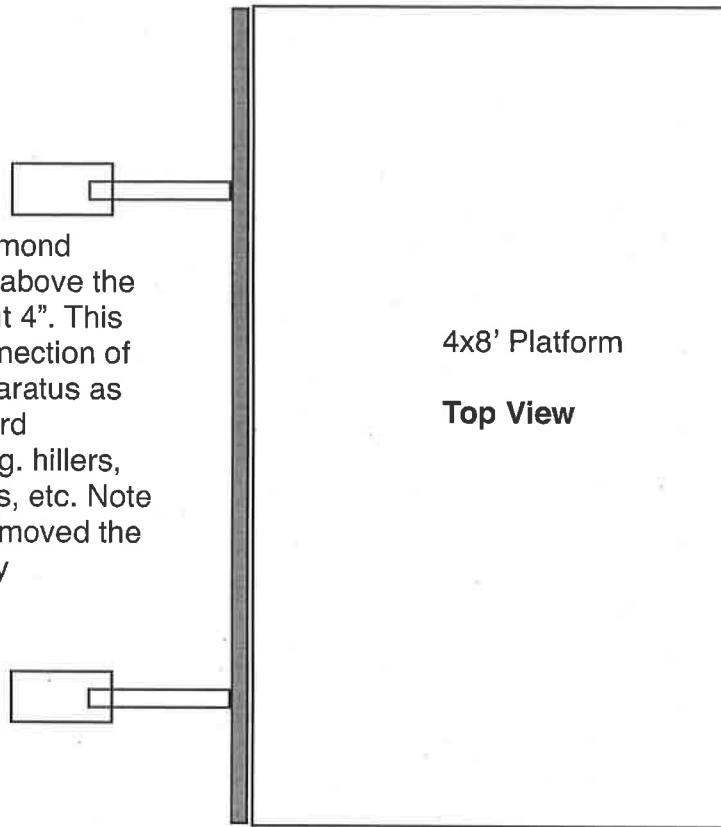 mond
above the
t 4”. This
nection of
aratus as
rd
g. hillers,
s, etc. Note
moved the
y
4x8’ Platform
Top View